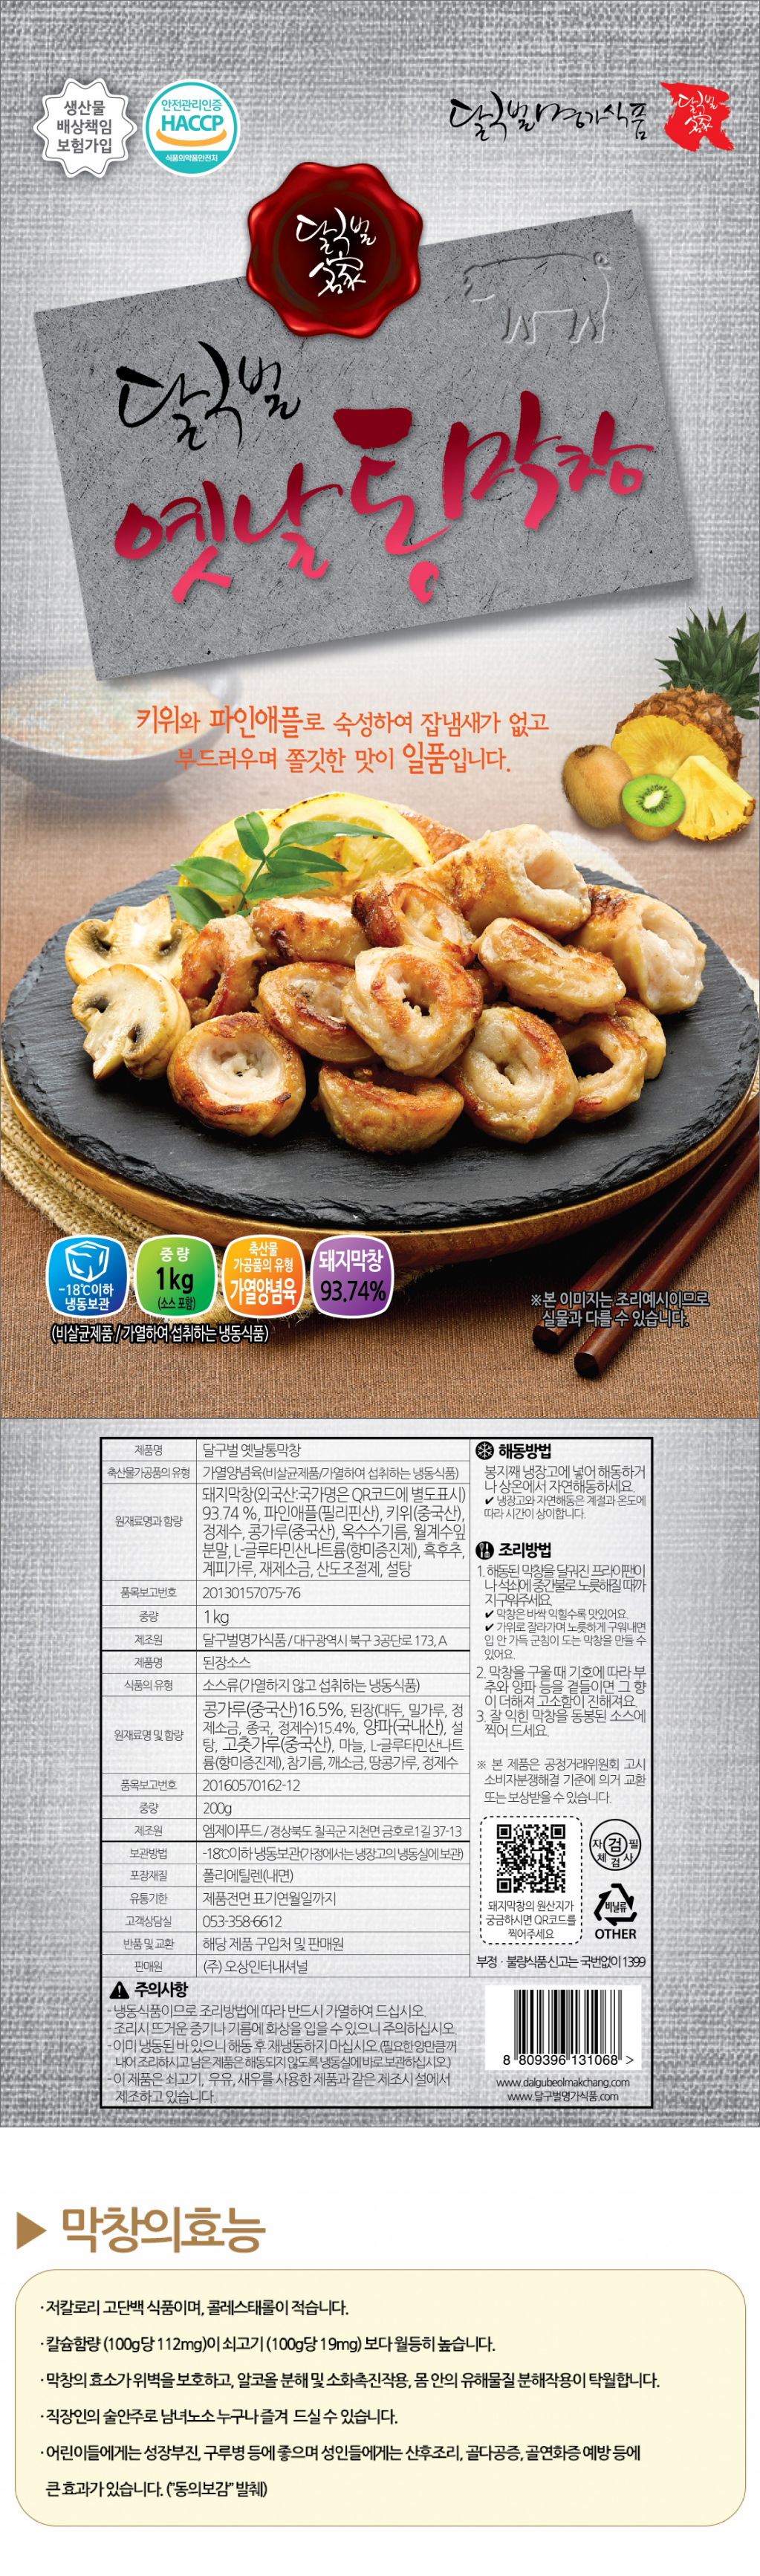 생산물
배상책임
보험가입
안전관리인증
HACCP
식품의약품안전처
달구벌명가식품
달구벌
名家
달구벌
名家
달구벌
옛날통막창
키위와 파인애플로 숙성하여 잡냄새가 없고
부드러우며 쫄깃한 맛이 일품입니다.
-18℃이하
냉동보관
중 량
1kg
(소스 포함)
축산물
가공품의 유형
가열양념육
돼지막창
93.74%
(비살균제품 / 가열하여 섭취하는 냉동식품)
※본 이미지는 조리예시이므로
실물과 다를 수 있습니다.
제품명 달구벌 옛날통막창
축산물가공품의 유형 가열양념육(비살균제품/가열하여 섭취하는 냉동식품)
원재료명과 함량 돼지막창(외국산:국가명은 QR코드에 별도표시)
93.74 %, 파인애플(필리핀산), 키위(중국산),
정제수, 콩가루(중국산), 옥수수기름, 월계수잎
분말, L-글루타민산나트륨(향미증진제), 흑후추,
계피가루, 재제소금, 산도조절제, 설탕
품목보고번호 20130157075-76
중량 1kg
제조원 달구벌명가식품 / 대구광역시 북구 3공단로 173, A
제품명 된장소스
식품의 유형 소스류(가열하지 않고 섭취하는 냉동식품)
원재료명 및 함량 콩가루(중국산)16.5%, 된장(대두, 밀가루, 정
제소금, 종국, 정제수)15.4%, 양파(국내산), 설
탕, 고춧가루(중국산), 마늘, L-글루타민산나트
륨(향미증진제), 참기름, 깨소금, 땅콩가루, 정제수
품목보고번호 20160570162-12
중량 200g
제조원 엠제이푸드 / 경상북도 칠곡군 지천면 금호로1길 37-13
보관방법 -18℃이하 냉동보관(가정에서는 냉장고의 냉동실에 보관)
포장재질 폴리에틸렌(내면)
유통기한 제품전면 표기연월일까지
고객상담실 053-358-6612
반품 및 교환 해당 제품 구입처 및 판매원
판매원 (주) 오상인터내셔널
주의사항
- 냉동식품이므로 조리방법에 따라 반드시 가열하여 드십시오.
- 조리시 뜨거운 증기나 기름에 화상을 입을 수 있으니 주의하십시오.
- 이미 냉동된 바 있으니 해동 후 재냉동하지 마십시오. (필요한 양만큼 꺼
내어 조리하시고 남은 제품은 해동되지 않도록 냉동실에 바로 보관하십시오.)
- 이 제품은 쇠고기, 우유, 새우를 사용한 제품과 같은 제조시설에서
제조하고 있습니다.
해동방법
봉지째 냉장고에 넣어 해동하거
나 상온에서 자연해동하세요.
✔ 냉장고와 자연해동은 계절과 온도에
따라 시간이 상이합니다.
조리방법
1. 해동된 막창을 달궈진 프라이팬이
나 석쇠에 중간불로 노릇해질 때까
지 구워주세요.
✔ 막창은 바싹 익힐수록 맛있어요.
✔ 가위로 잘라가며 노릇하게 구워내면
입 안 가득 군침이 도는 막창을 만들 수
있어요.
2. 막창을 구울 때 기호에 따라 부
추와 양파 등을 곁들이면 그 향
이 더해져 고소함이 진해져요.
3. 잘 익힌 막창을 동봉된 소스에
찍어 드세요.
※ 본 제품은 공정거래위원회 고시
소비자분쟁해결 기준에 의거 교환
또는 보상받을 수 있습니다.
돼지막창의 원산지가
궁금하시면 QR코드를
찍어주세요
자 검 필
체 검 사
비닐류
OTHER
부정 · 불량식품 신고는 국번없이 1399
8 809396 131068 >
www.dalgubeolmakchang.com
www.달구벌명가식품.com
▶ 막창의효능
· 저칼로리 고단백 식품이며, 콜레스태롤이 적습니다.
· 칼슘함량 (100g당 112mg)이 쇠고기 (100g당 19mg) 보다 월등히 높습니다.
· 막창의 효소가 위벽을 보호하고, 알코올 분해 및 소화촉진작용, 몸 안의 유해물질 분해작용이 탁월합니다.
· 직장인의 술안주로 남녀노소 누구나 즐겨 드실 수 있습니다.
· 어린이들에게는 성장부진, 구루병 등에 좋으며 성인들에게는 산후조리, 골다공증, 골연화증 예방 등에
큰 효과가 있습니다. ("동의보감" 발췌)